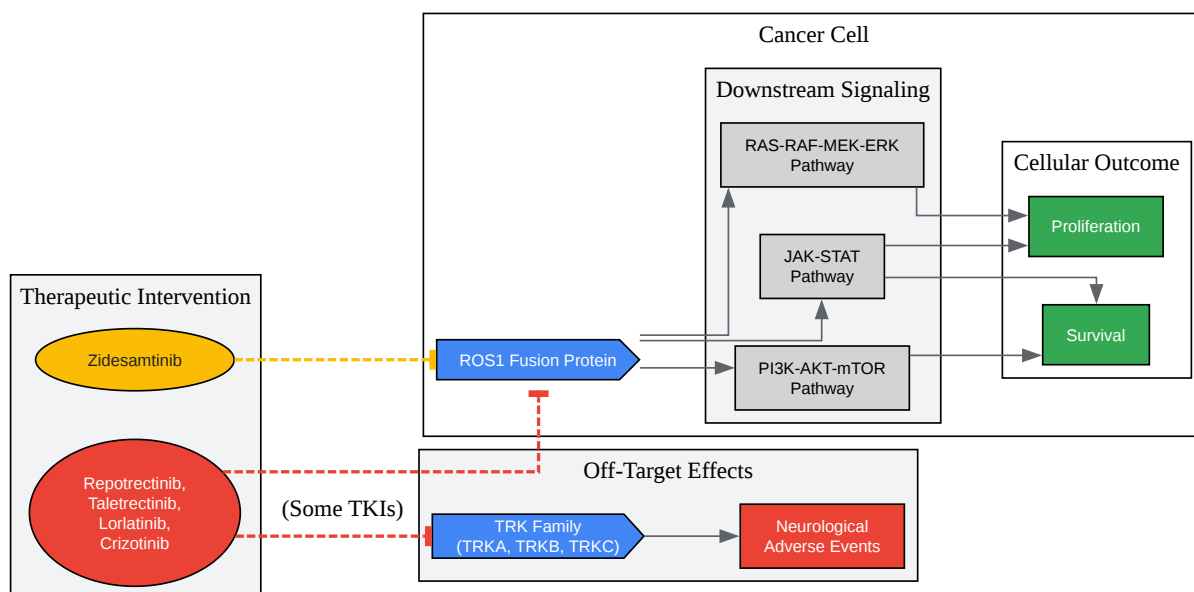 Cancer Cell
Downstream Signaling
RAS-RAF-MEK-ERK
Pathway
Cellular Outcome
Proliferation
JAK-STAT
Pathway
Therapeutic Intervention
Survival
Zidesamtinib
ROS1 Fusion Protein
PI3K-AKT-mTOR
Pathway
Off-Target Effects
Repotrectinib,
Taletrectinib,
Lorlatinib,
Crizotinib
(Some TKIs)
TRK Family
(TRKA, TRKB, TRKC)
Neurological
Adverse Events